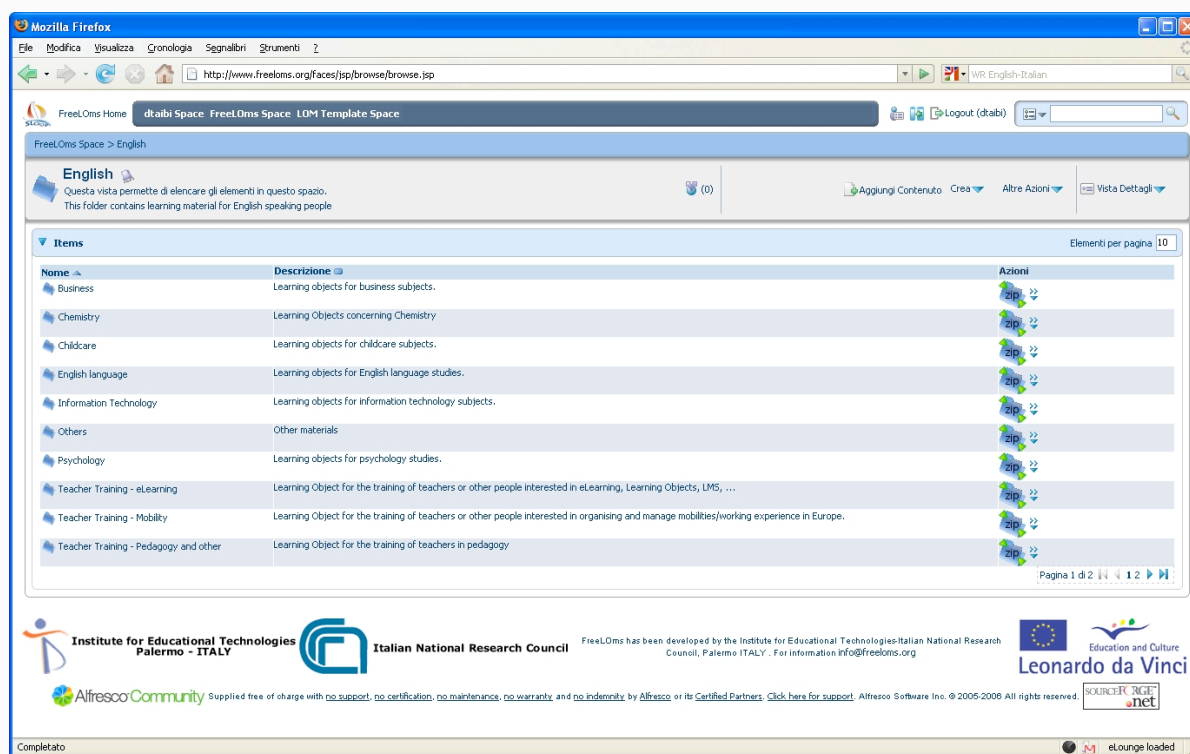 Mozilla Firefox
File Modifica Visualizza Cronologia Segnalibri Strumenti ?
http://www.freeloms.org/faces/jsp/browse/browse.jsp WR English-Italian
FreeLOms Home dtaibi Space FreeLOms Space LOM Template Space Logout (dtaibi)
FreeLOms Space > English
English
Questa vista permette di elencare gli elementi in questo spazio.
This folder contains learning material for English speaking people
(0) Aggiungi Contenuto Crea Altre Azioni Vista Dettagli
Items Elementi per pagina 10
Nome Descrizione Azioni
Business Learning objects for business subjects. zip
Chemistry Learning Objects concerning Chemistry zip
Childcare Learning objects for childcare subjects. zip
English language Learning objects for English language studies. zip
Information Technology Learning objects for information technology subjects. zip
Others Other materials zip
Psychology Learning objects for psychology studies. zip
Teacher Training - eLearning Learning Object for the training of teachers or other people interested in eLearning, Learning Objects, LMS, ... zip
Teacher Training - Mobility Learning Object for the training of teachers or other people interested in organising and manage mobilities/working experience in Europe. zip
Teacher Training - Pedagogy and other Learning Object for the training of teachers in pedagogy zip
Pagina 1 di 2 1 2
Institute for Educational Technologies
Palermo - ITALY
Italian National Research Council
FreeLOms has been developed by the Institute for Educational Technologies-Italian National Research
Council, Palermo ITALY . For information info@freeloms.org
Education and Culture
Leonardo da Vinci
Alfresco Community Supplied free of charge with no support, no certification, no maintenance, no warranty and no indemnity by Alfresco or its Certified Partners. Click here for support. Alfresco Software Inc. © 2005-2006 All rights reserved.
SOURCEFORGE
.net
Completato eLounge loaded